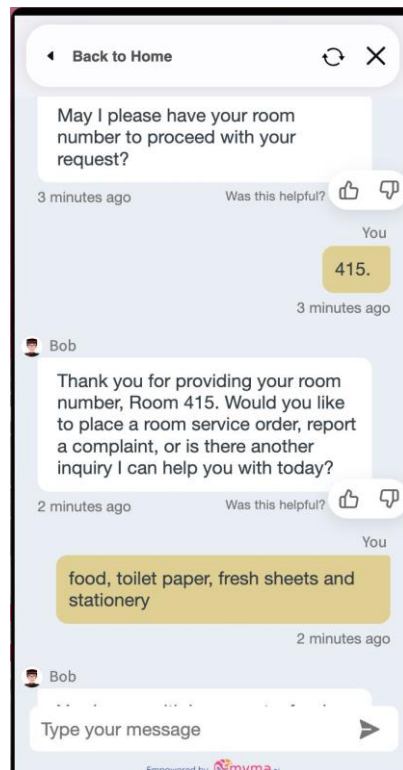 Back to Home
May I please have your room
number to proceed with your
request?
3 minutes ago
Was this helpful?
You
415.
3 minutes ago
Bob
Thank you for providing your room
number, Room 415. Would you like
to place a room service order, report
a complaint, or is there another
inquiry I can help you with today?
2 minutes ago
Was this helpful?
You
food, toilet paper, fresh sheets and
stationery
2 minutes ago
Bob
Type your message
Empowered by myma